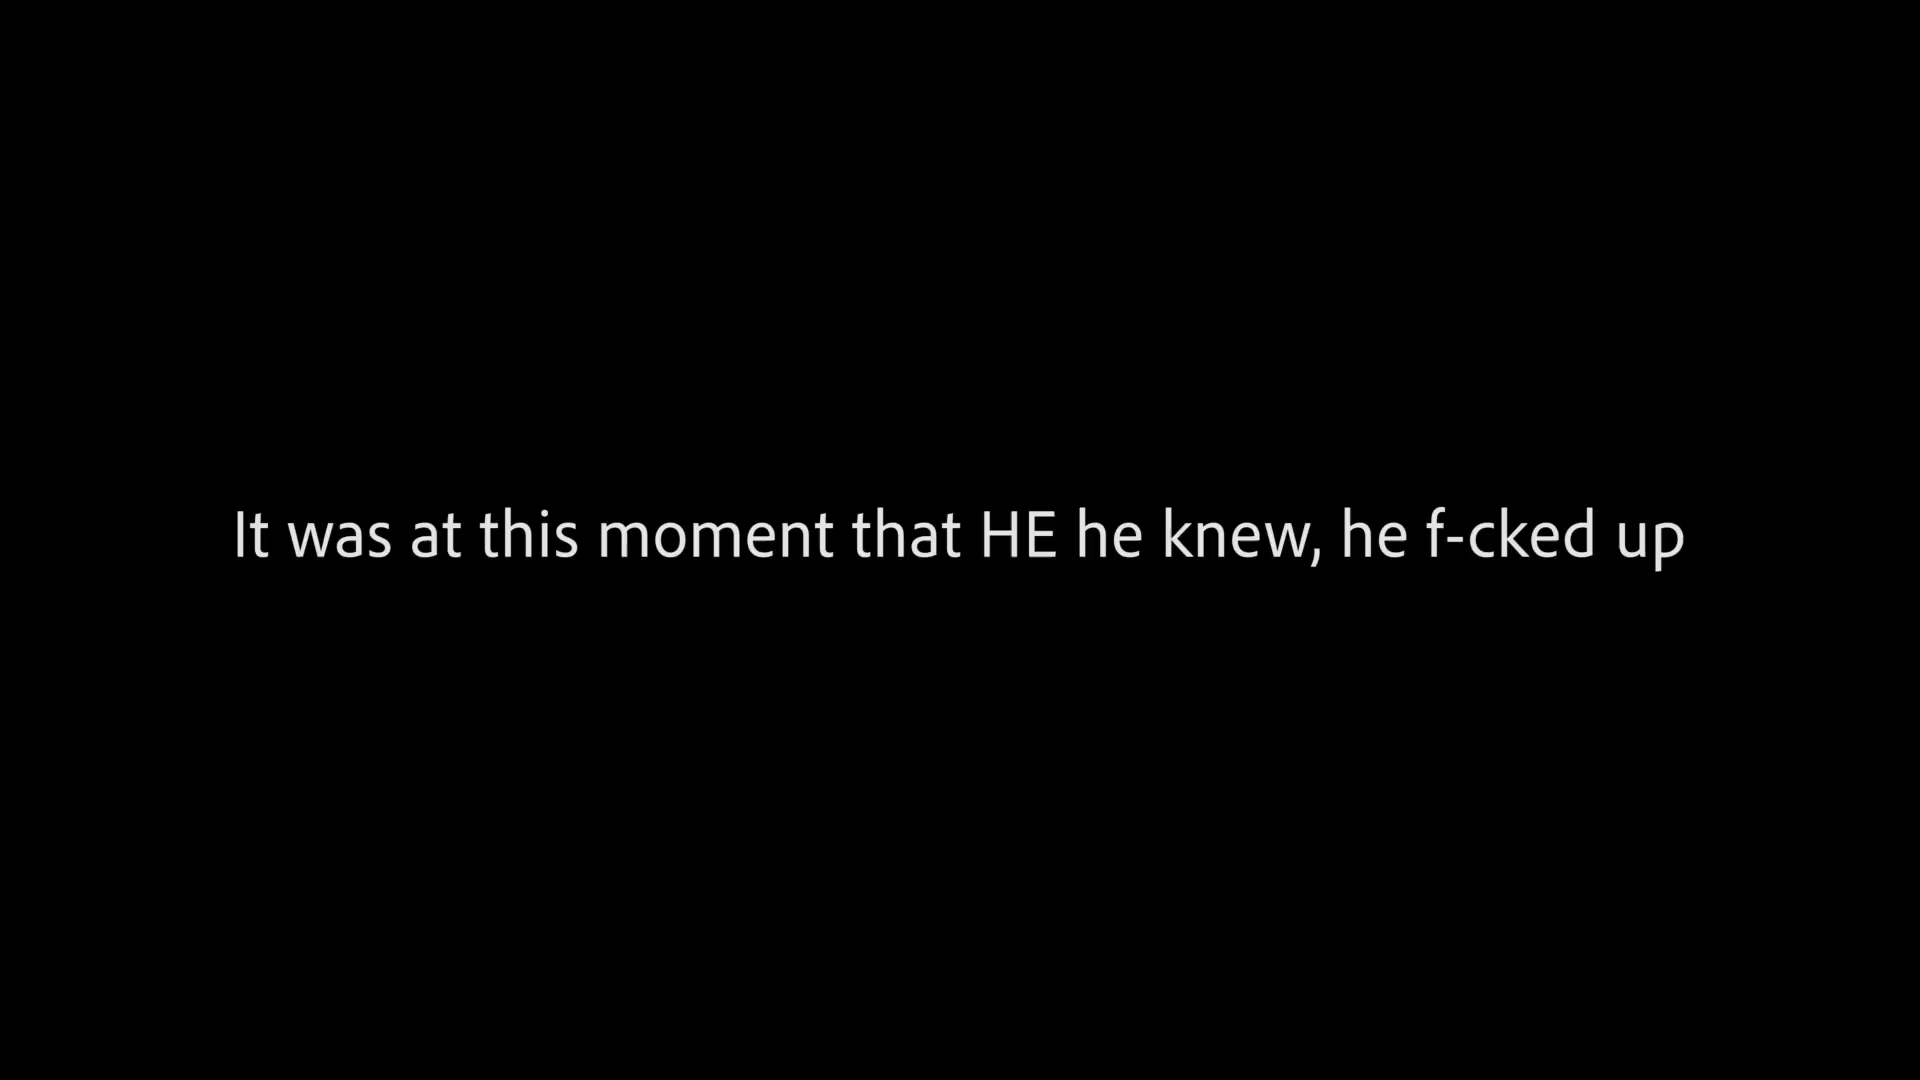 It was at this moment that HE he knew, he f-cked up